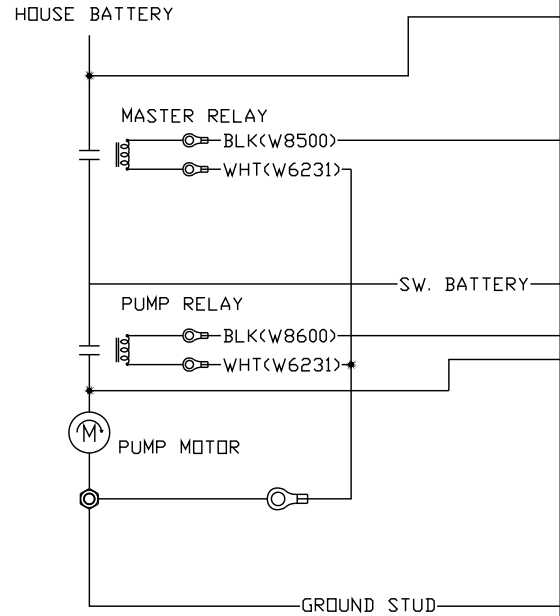 HOUSE BATTERY
MASTER RELAY
BLK(W8500)
WHT(W6231)
SW. BATTERY
PUMP RELAY
BLK(W8600)
WHT(W6231)
M
PUMP MOTOR
GROUND STUD